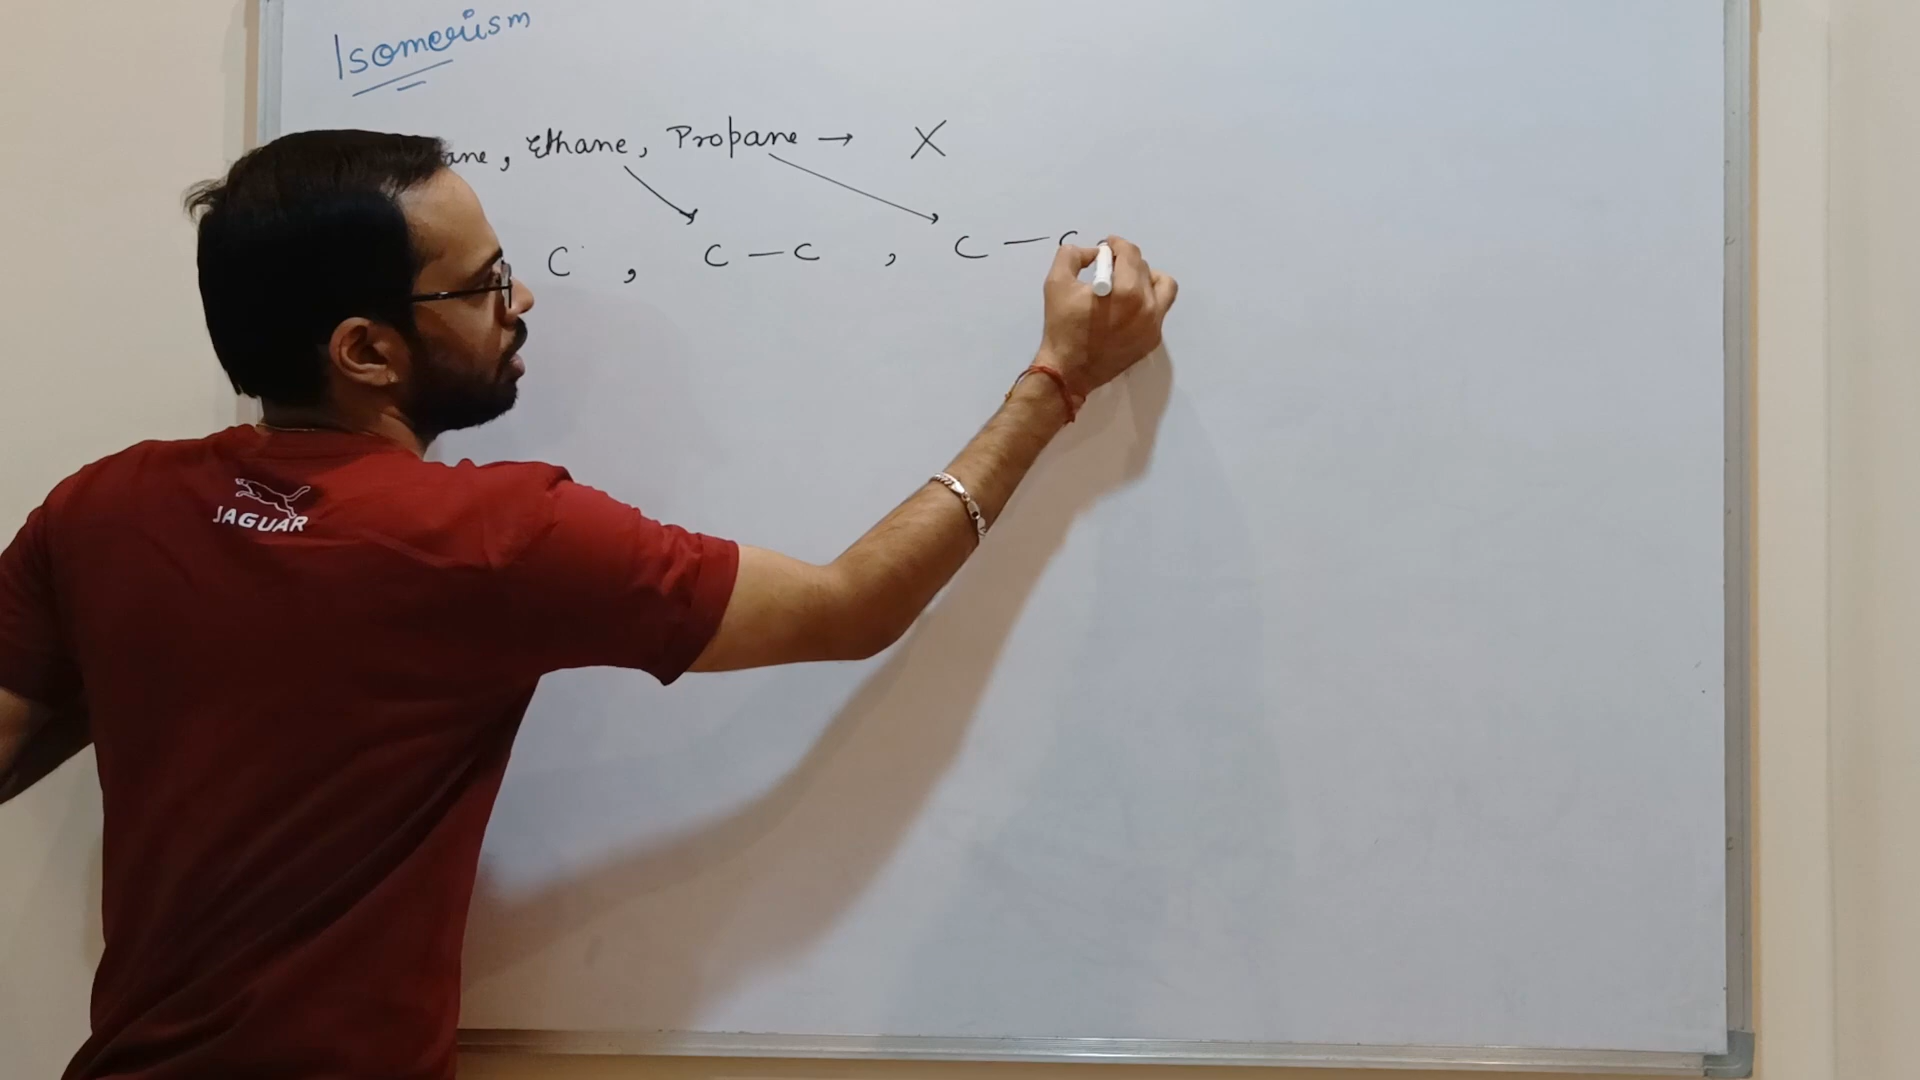 Isomerism
ane, Ethane, Propane → X
C , C — C , C — C
JAGUAR